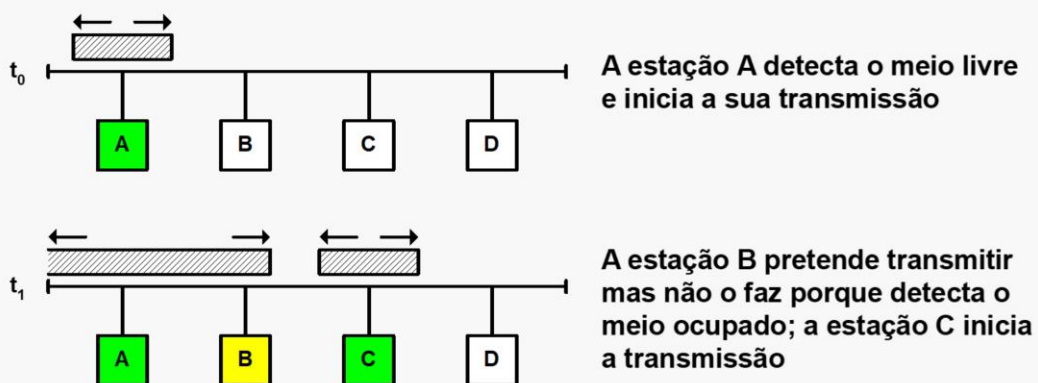 t0
A estação A detecta o meio livre
e inicia a sua transmissão
A B C D
t1
A estação B pretende transmitir
mas não o faz porque detecta o
meio ocupado; a estação C inicia
a transmissão
A B C D